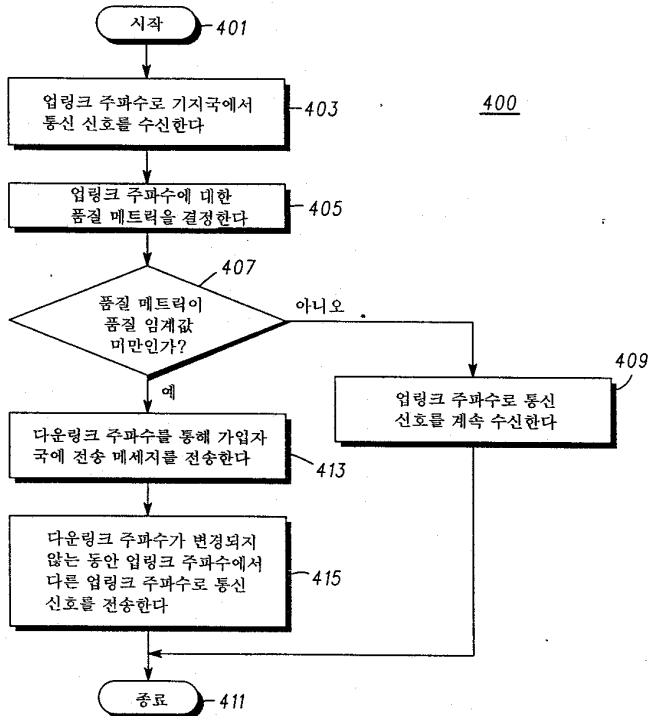 시작
401
업링크 주파수로 기지국에서
통신 신호를 수신한다
403
400
업링크 주파수에 대한
품질 메트릭을 결정한다
405
407
품질 메트릭이
품질 임계값
미만인가?
아니오
예
409
업링크 주파수로 통신
신호를 계속 수신한다
다운링크 주파수를 통해 가입자
국에 전송 메세지를 전송한다
413
다운링크 주파수가 변경되지
않는 동안 업링크 주파수에서
다른 업링크 주파수로 통신
신호를 전송한다
415
종료
411